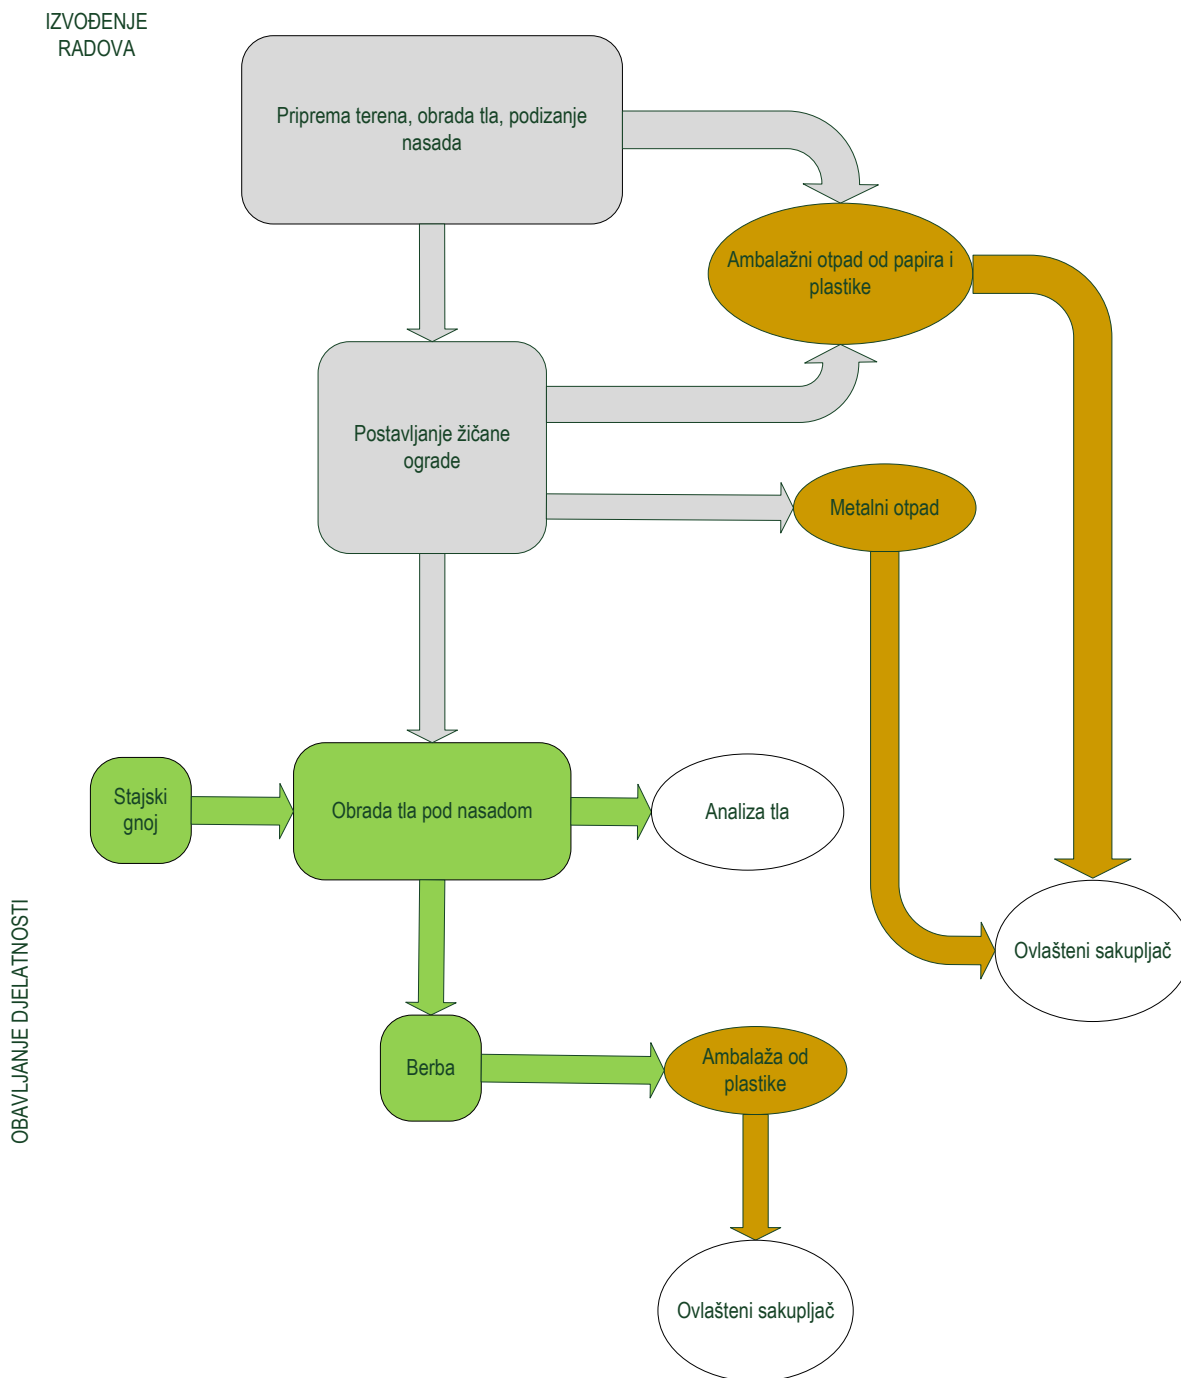 IZVOĐENJE
RADOVA
Priprema terena, obrada tla, podizanje
nasada
Ambalažni otpad od papira i
plastike
Postavljanje žičane
ograde
Metalni otpad
Stajski
gnoj
Obrada tla pod nasadom
Analiza tla
OBAVLJANJE DJELATNOSTI
Ovlašteni sakupljač
Berba
Ambalaža od
plastike
Ovlašteni sakupljač